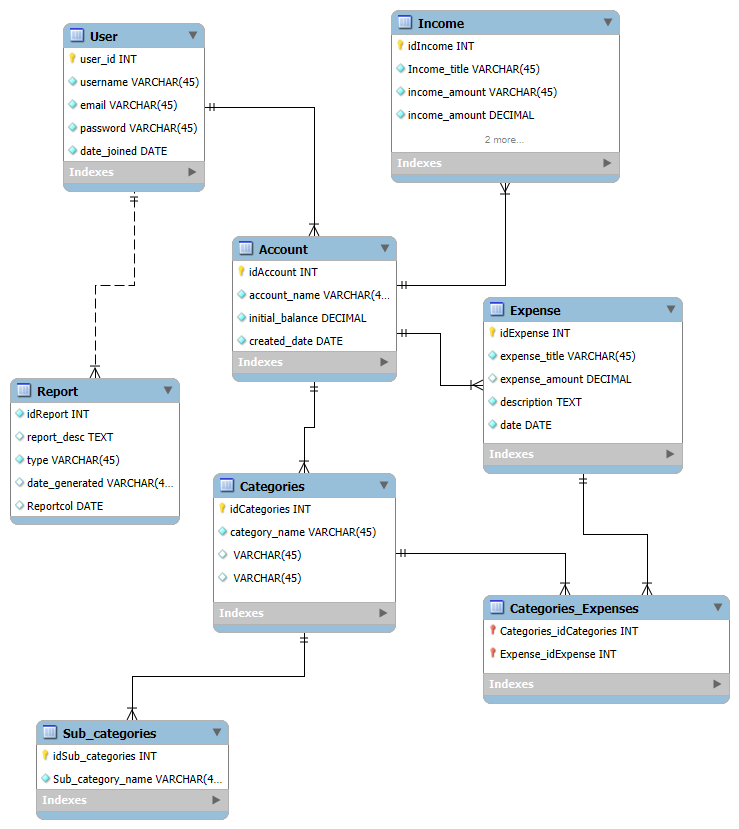 User
user_id INT
username VARCHAR(45)
email VARCHAR(45)
password VARCHAR(45)
date_joined DATE
Indexes
Income
idIncome INT
Income_title VARCHAR(45)
income_amount VARCHAR(45)
income_amount DECIMAL
2 more...
Indexes
Account
idAccount INT
account_name VARCHAR(4...
initial_balance DECIMAL
created_date DATE
Indexes
Expense
idExpense INT
expense_title VARCHAR(45)
expense_amount DECIMAL
description TEXT
date DATE
Indexes
Report
idReport INT
report_desc TEXT
type VARCHAR(45)
date_generated VARCHAR(4...
Reportcol DATE
Categories
idCategories INT
category_name VARCHAR(45)
VARCHAR(45)
VARCHAR(45)
Indexes
Categories_Expenses
Categories_idCategories INT
Expense_idExpense INT
Indexes
Sub_categories
idSub_categories INT
Sub_category_name VARCHAR(4...
Indexes